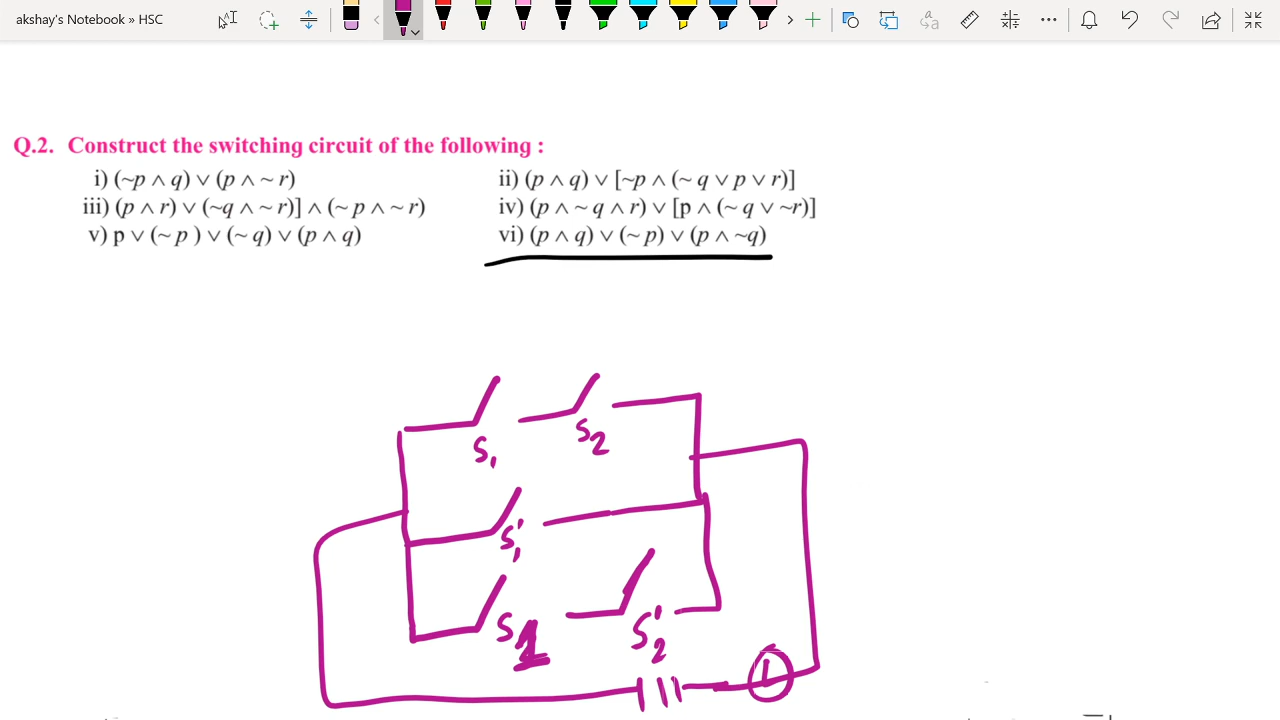 akshay's Notebook » HSC
Q.2. Construct the switching circuit of the following :
i) (~p ∧ q) ∨ (p ∧ ~ r)
ii) (p ∧ q) ∨ [~p ∧ (~ q ∨ p ∨ r)]
iii) (p ∧ r) ∨ (~q ∧ ~ r)] ∧ (~ p ∧ ~ r)
iv) (p ∧ ~ q ∧ r) ∨ [p ∧ (~ q ∨ ~r)]
v) p ∨ (~ p ) ∨ (~ q) ∨ (p ∧ q)
vi) (p ∧ q) ∨ (~ p) ∨ (p ∧ ~q)
S₁ S₂
S₁'
S1 S₂'
L